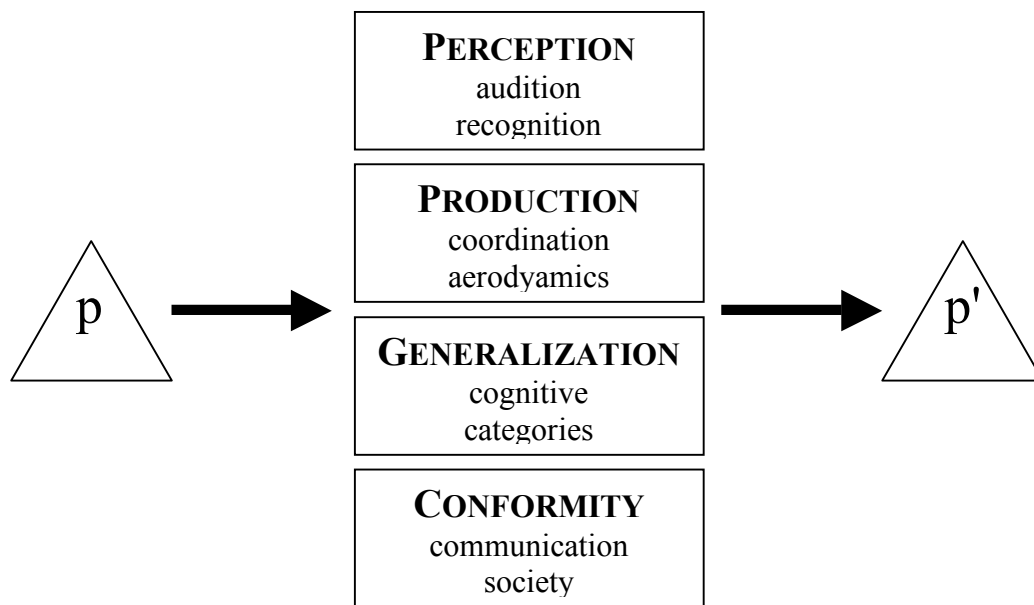 PERCEPTION
audition
recognition
PRODUCTION
coordination
aerodyamics
p
p'
GENERALIZATION
cognitive
categories
CONFORMITY
communication
society